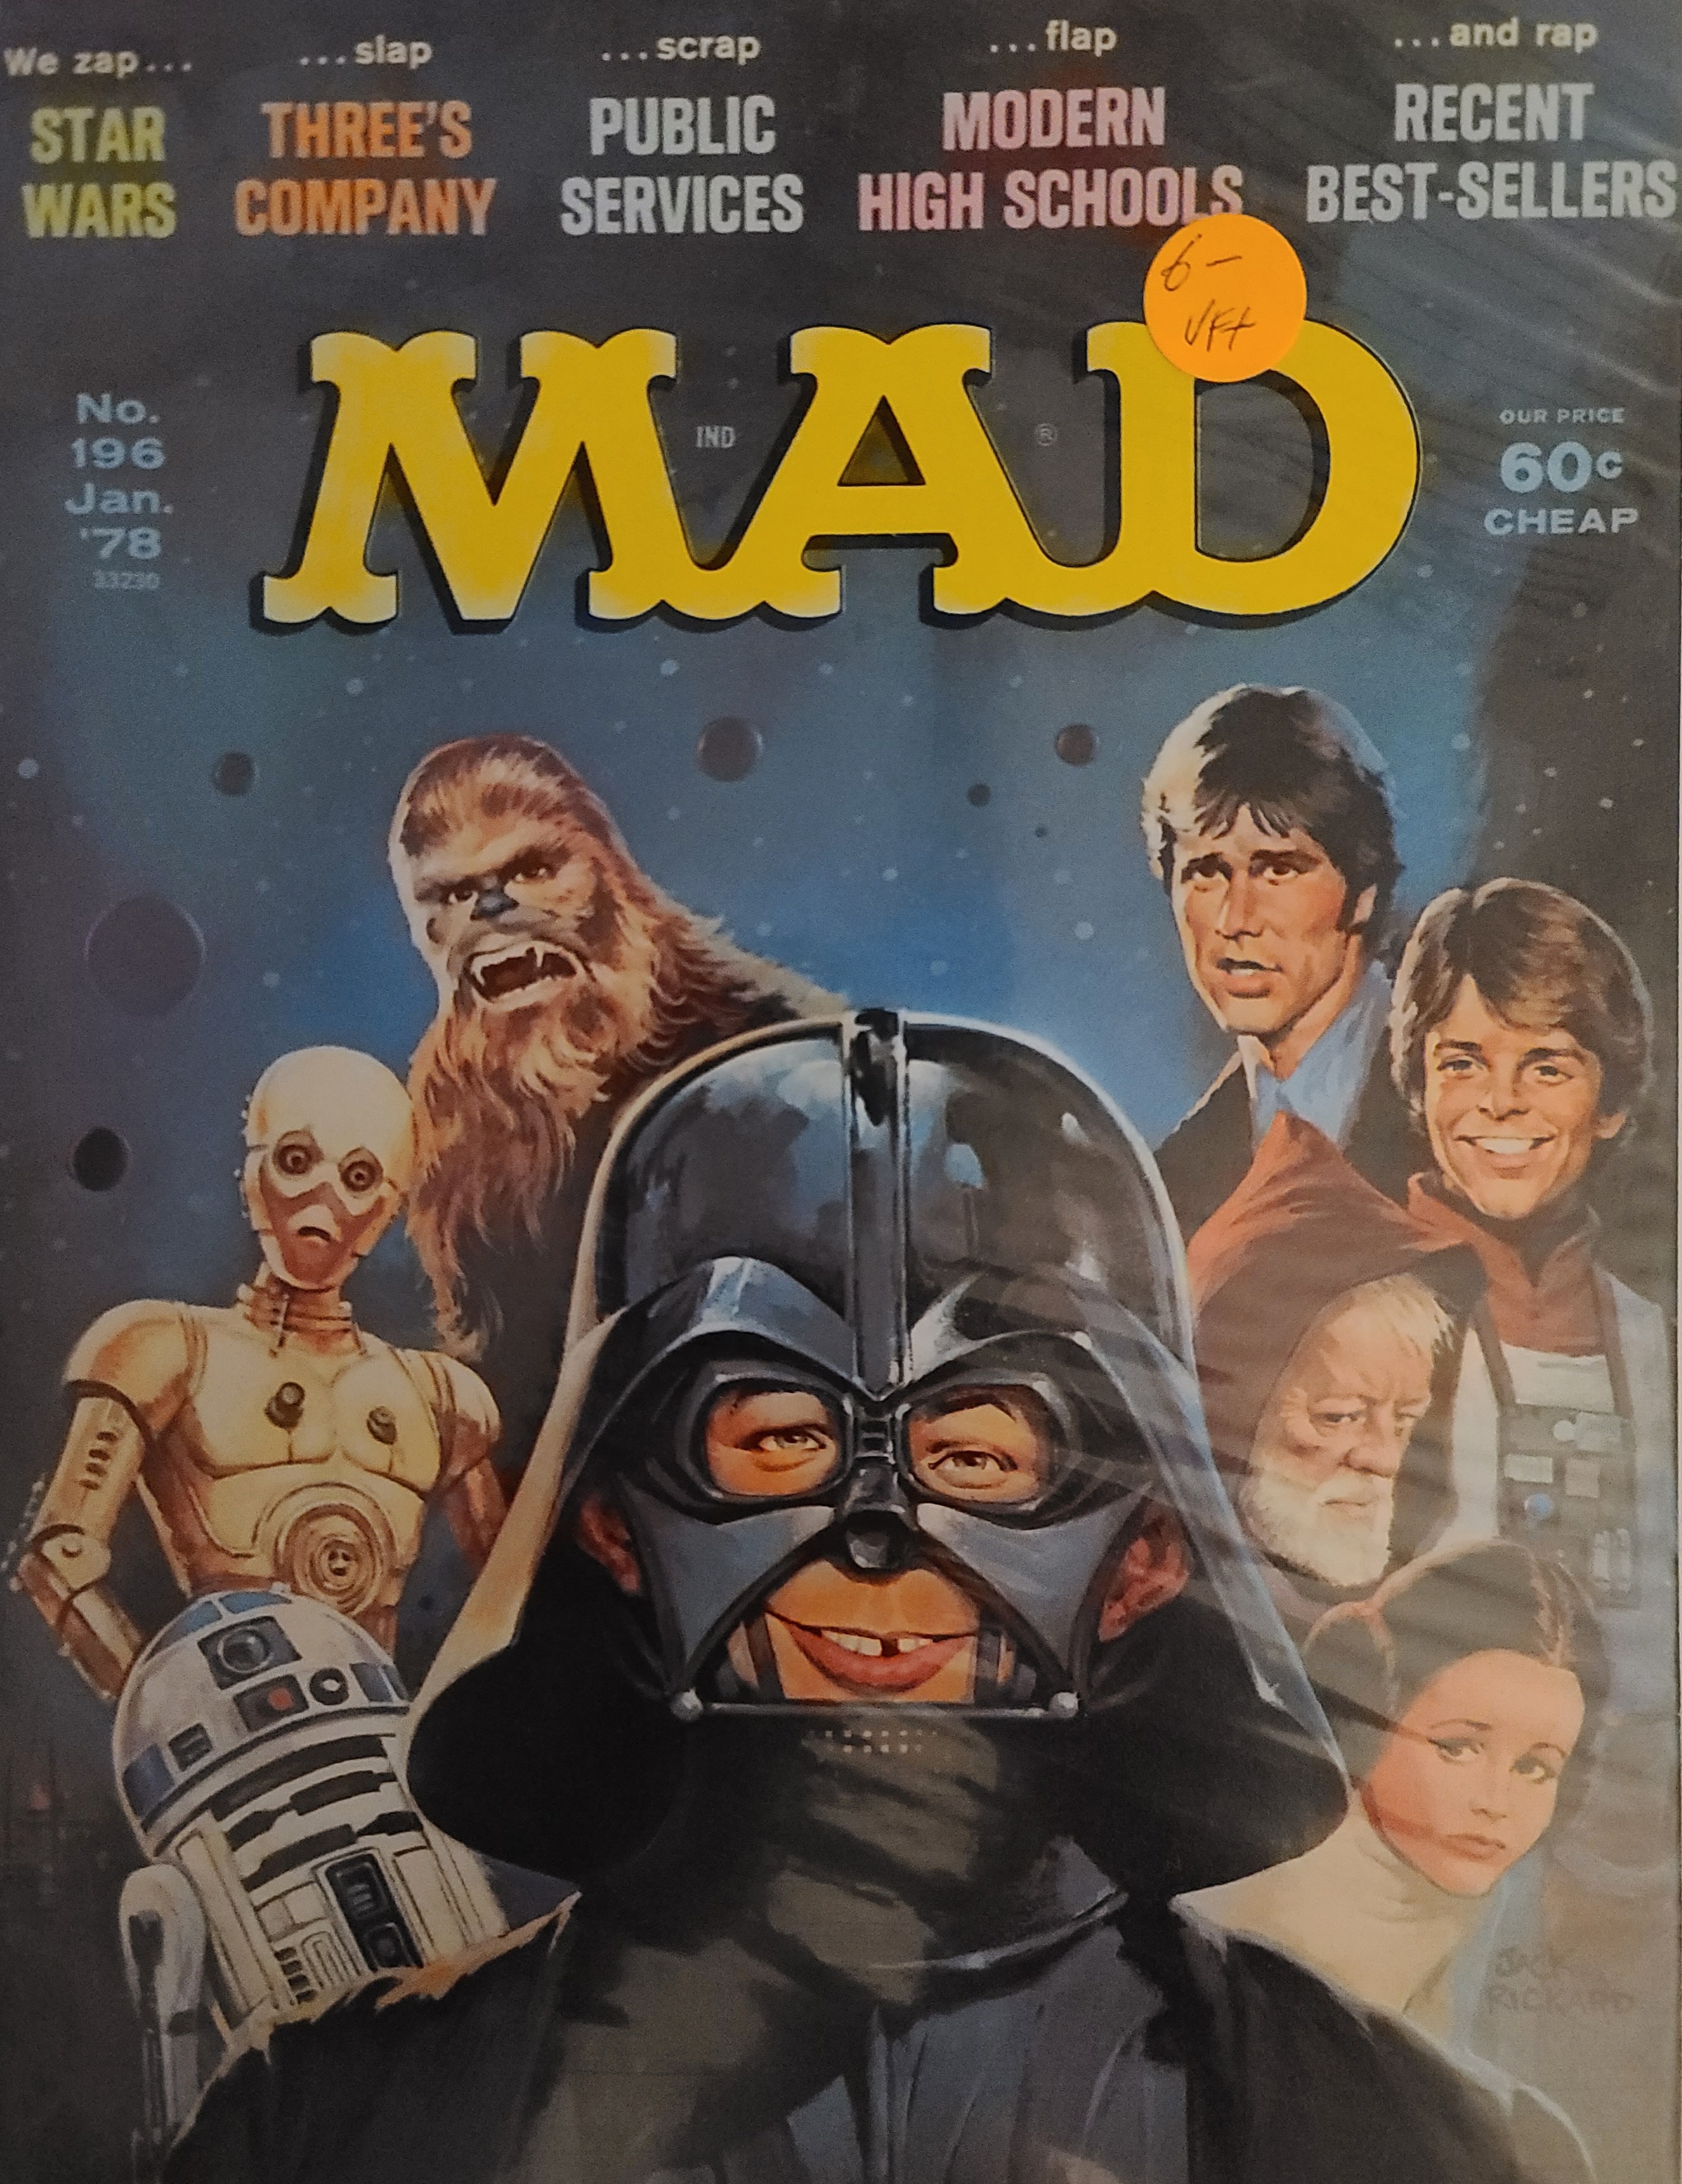 We zap...
STAR
WARS
...slap
THREE'S
COMPANY
...scrap
PUBLIC
SERVICES
...flap
MODERN
HIGH SCHOOLS
...and rap
RECENT
BEST-SELLERS
6-
VF+
MAD
IND
®
No.
196
Jan.
'78
33230
OUR PRICE
60c
CHEAP
JACK
RICKARD